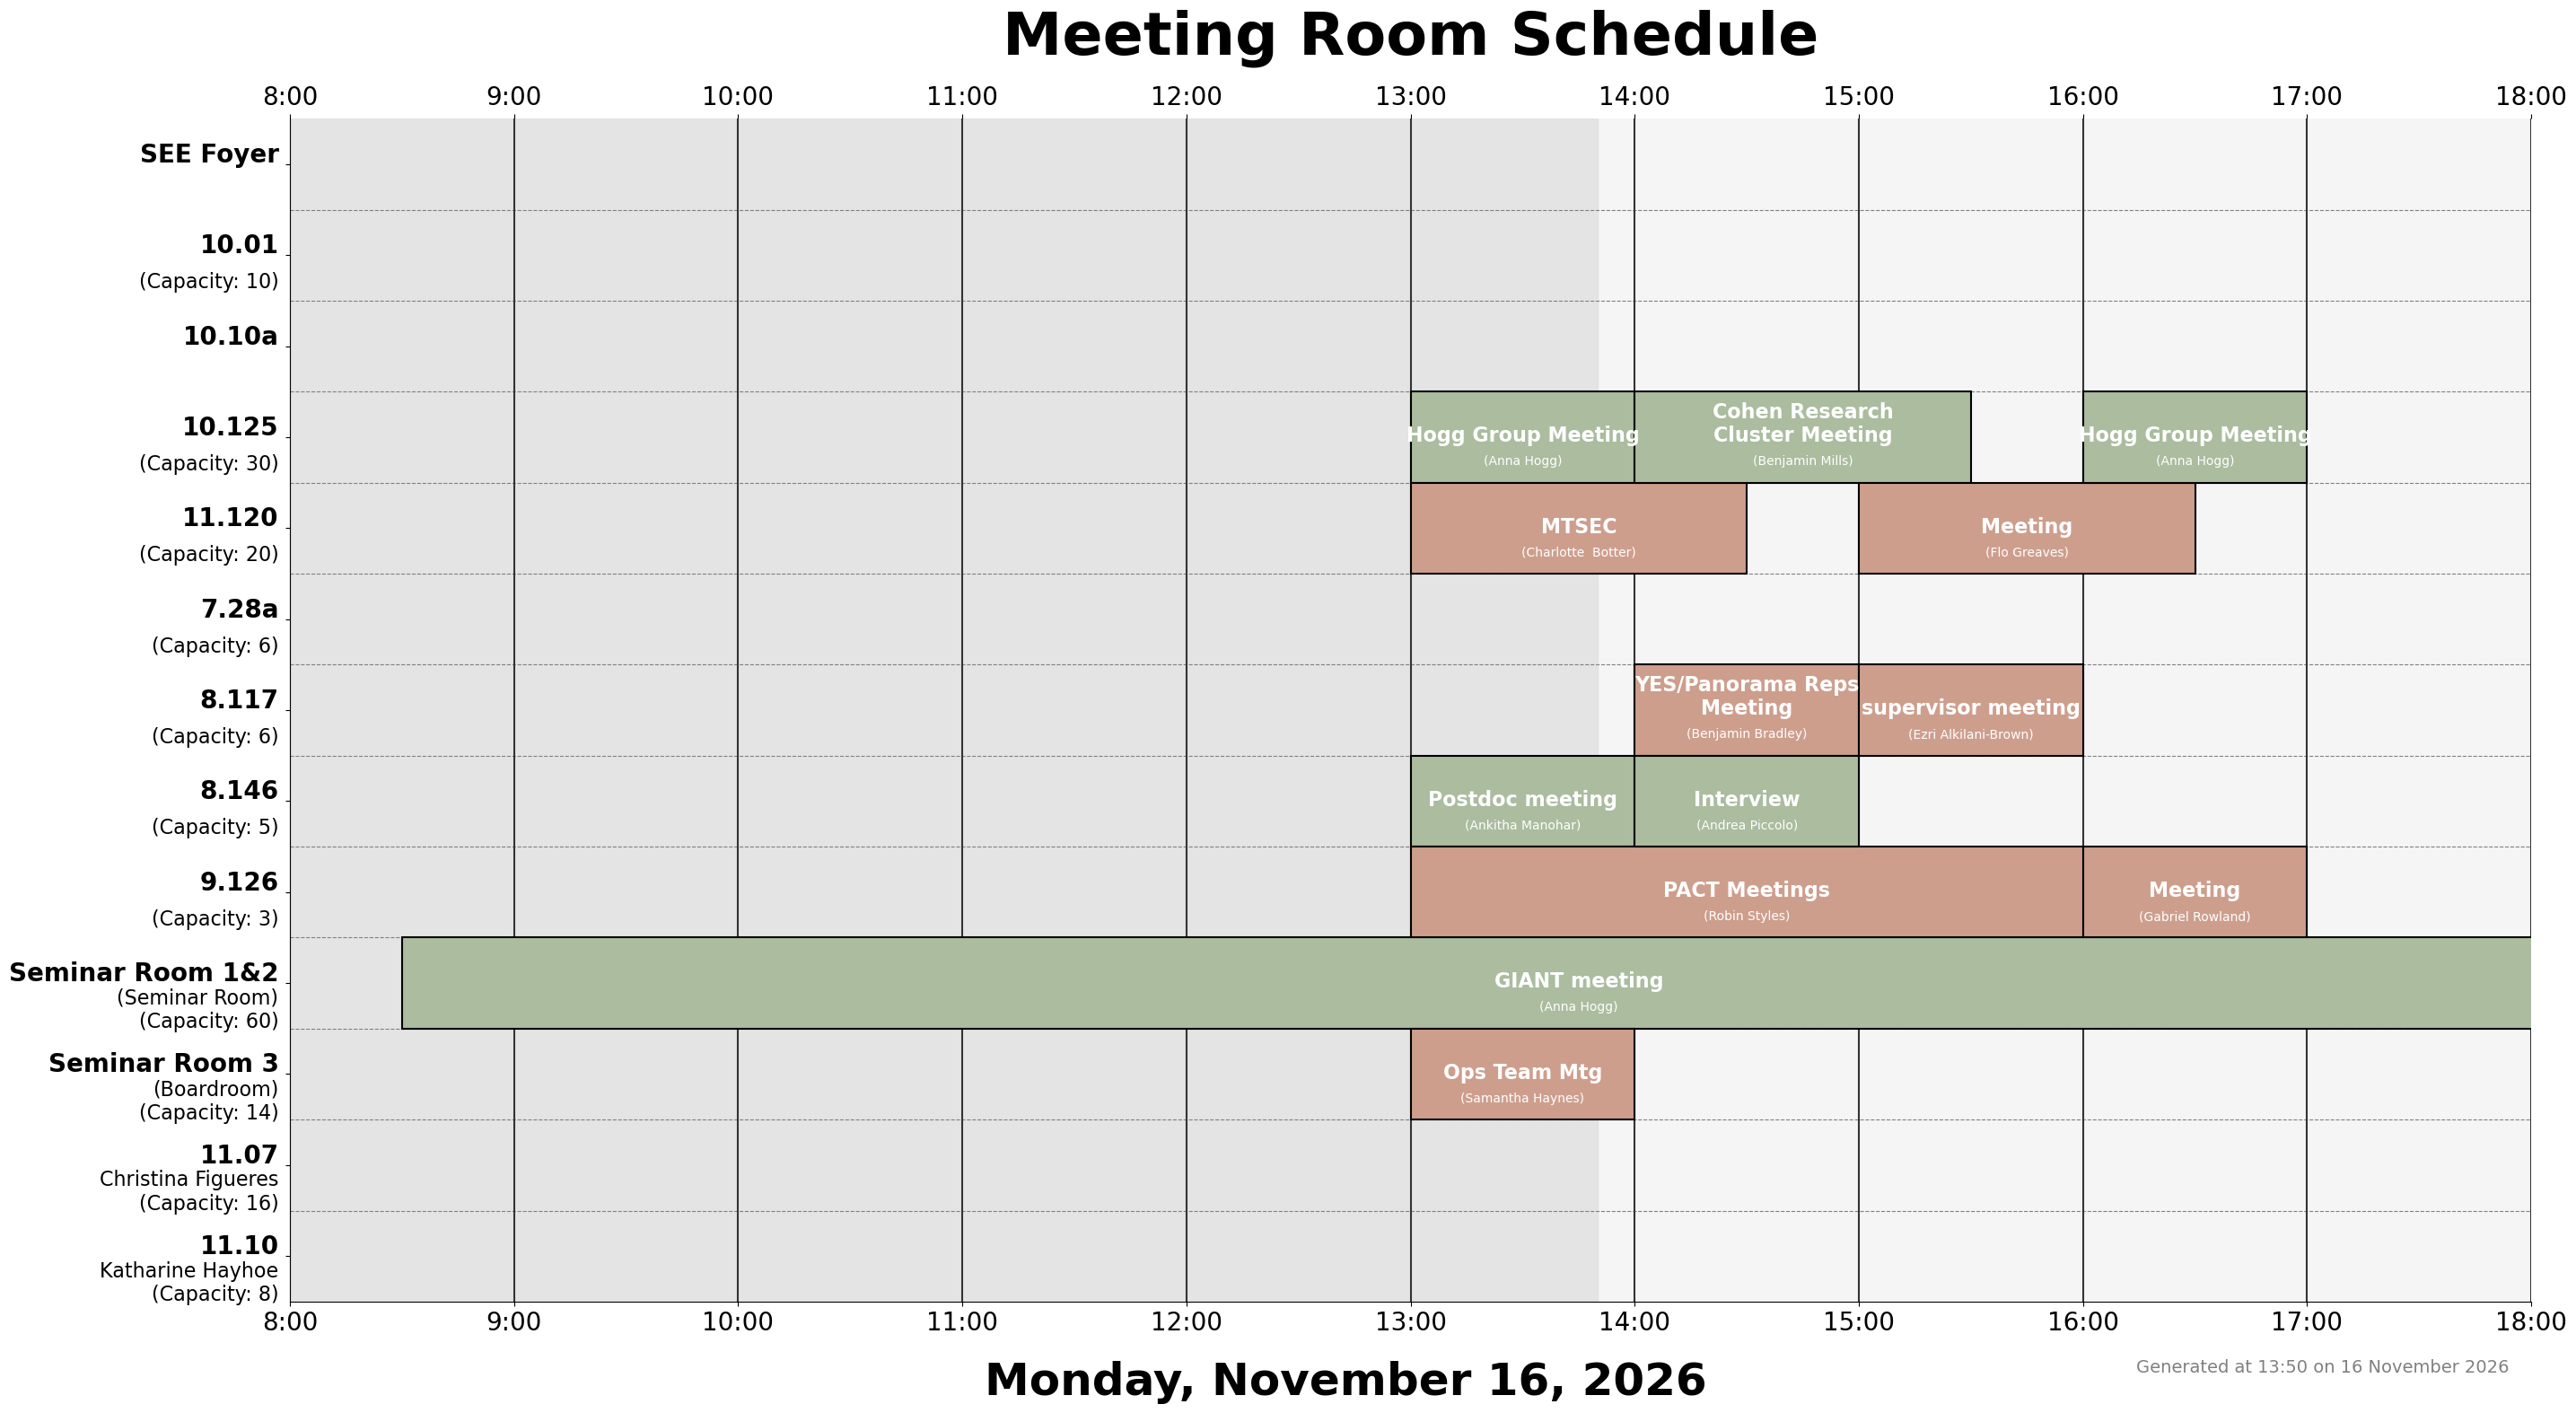 Meeting Room Schedule
8:00 9:00 10:00 11:00 12:00 13:00 14:00 15:00 16:00 17:00 18:00
SEE Foyer
10.01
(Capacity: 10)
10.10a
10.125
(Capacity: 30)
Hogg Group Meeting
(Anna Hogg)
Cohen Research
Cluster Meeting
(Benjamin Mills)
Hogg Group Meeting
(Anna Hogg)
11.120
(Capacity: 20)
MTSEC
(Charlotte  Botter)
Meeting
(Flo Greaves)
7.28a
(Capacity: 6)
8.117
(Capacity: 6)
YES/Panorama Reps
Meeting
(Benjamin Bradley)
supervisor meeting
(Ezri Alkilani-Brown)
8.146
(Capacity: 5)
Postdoc meeting
(Ankitha Manohar)
Interview
(Andrea Piccolo)
9.126
(Capacity: 3)
PACT Meetings
(Robin Styles)
Meeting
(Gabriel Rowland)
Seminar Room 1&2
(Seminar Room)
(Capacity: 60)
GIANT meeting
(Anna Hogg)
Seminar Room 3
(Boardroom)
(Capacity: 14)
Ops Team Mtg
(Samantha Haynes)
11.07
Christina Figueres
(Capacity: 16)
11.10
Katharine Hayhoe
(Capacity: 8)
8:00 9:00 10:00 11:00 12:00 13:00 14:00 15:00 16:00 17:00 18:00
Monday, November 16, 2026
Generated at 13:50 on 16 November 2026